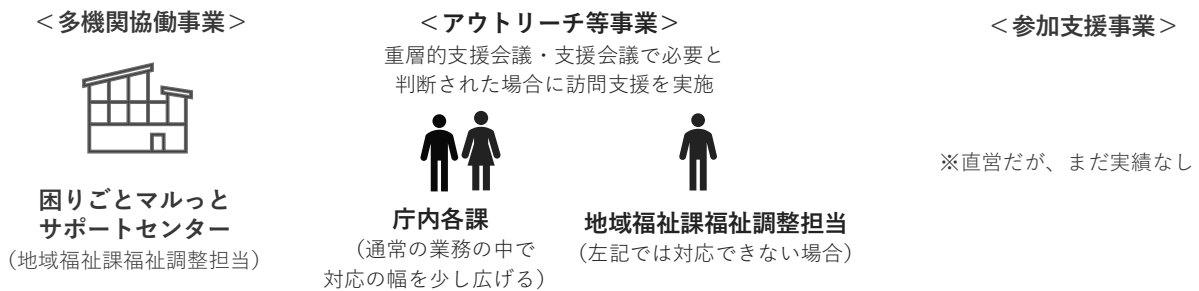 ＜多機関協働事業＞
困りごとマルっと
サポートセンター
（地域福祉課福祉調整担当）
＜アウトリーチ等事業＞
重層的支援会議・支援会議で必要と
判断された場合に訪問支援を実施
庁内各課
（通常の業務の中で
対応の幅を少し広げる）
地域福祉課福祉調整担当
（左記では対応できない場合）
＜参加支援事業＞
※直営だが、まだ実績なし